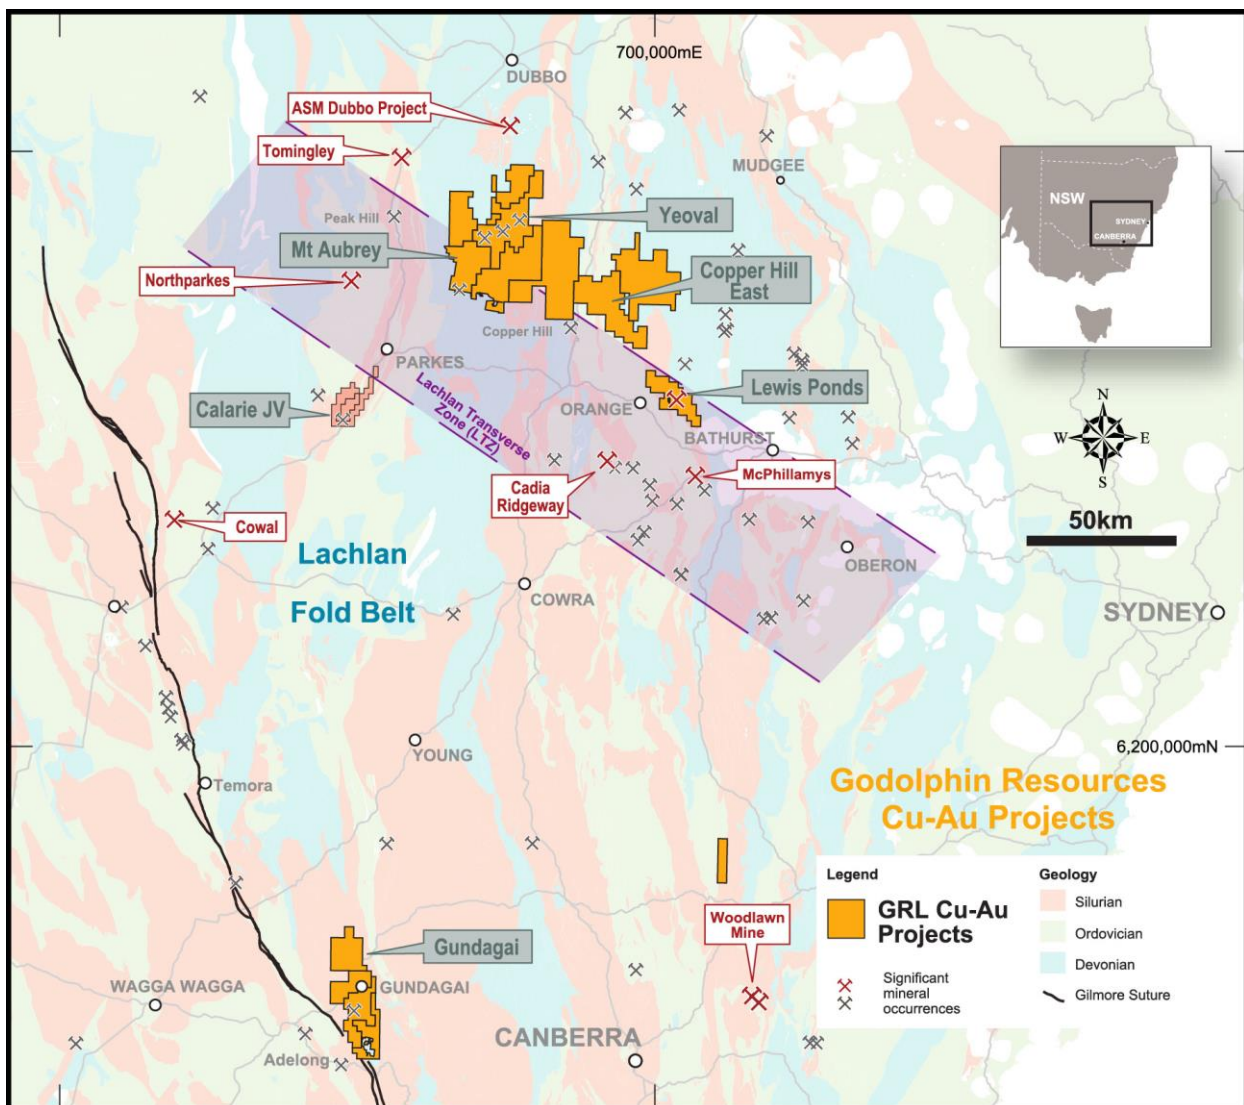 700,000mE
DUBBO
ASM Dubbo Project
Tomingley
MUDGEE
NSW
SYDNEY
CANBERRA
Peak Hill
Yeoval
Mt Aubrey
Northparkes
Copper Hill
East
Copper Hill
PARKES
Lachlan Transverse
Zone (LTZ)
Lewis Ponds
Calarie JV
ORANGE
BATHURST
N
W
E
S
Cadia
Ridgeway
McPhillamys
50km
Cowal
Lachlan
Fold Belt
OBERON
COWRA
SYDNEY
YOUNG
6,200,000mN
Temora
Godolphin Resources
Cu-Au Projects
Legend
GRL Cu-Au
Projects
Significant
mineral
occurrences
Geology
Silurian
Ordovician
Devonian
Gilmore Suture
Woodlawn
Mine
Gundagai
WAGGA WAGGA
GUNDAGAI
CANBERRA
Adelong